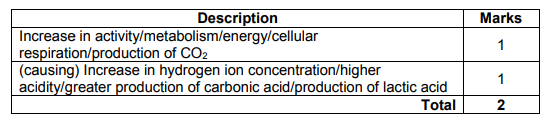 Description Marks
Increase in activity/metabolism/energy/cellular
respiration/production of CO₂ 1
(causing) Increase in hydrogen ion concentration/higher
acidity/greater production of carbonic acid/production of lactic acid 1
Total 2